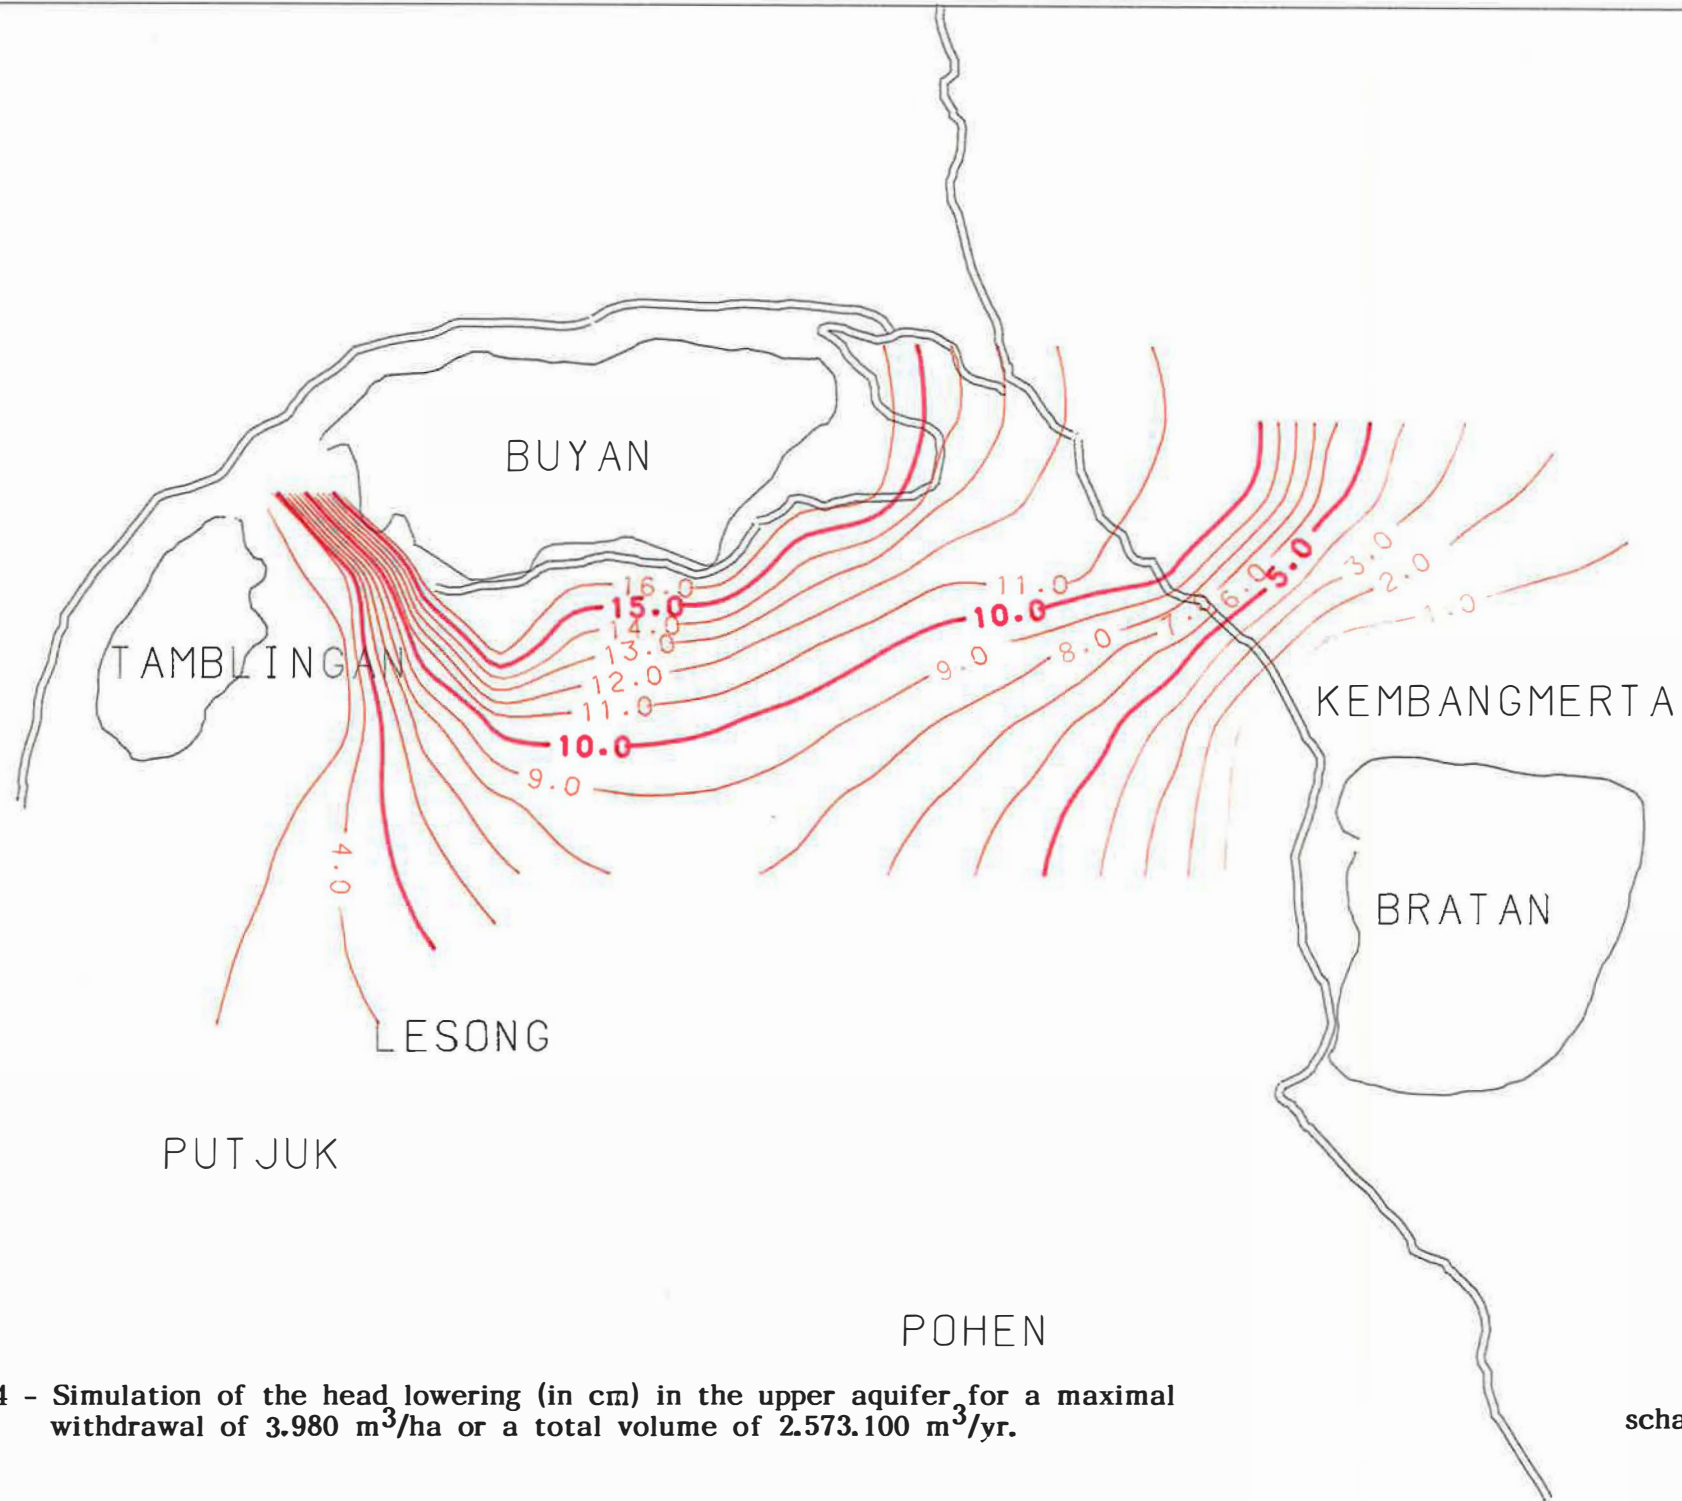 BUYAN
16.0
11.0
15.0
10.0
14.0
13.0
12.0
11.0
10.0
9.0
9.0
8.0
7.
6.0
5.0
3.0
2.0
1.0
TAMBLINGAN
KEMBANGMERTA
4.0
BRATAN
LESONG
PUTJUK
POHEN
4 - Simulation of the head lowering (in cm) in the upper aquifer for a maximal
withdrawal of 3.980 m³/ha or a total volume of 2.573.100 m³/yr.
scha